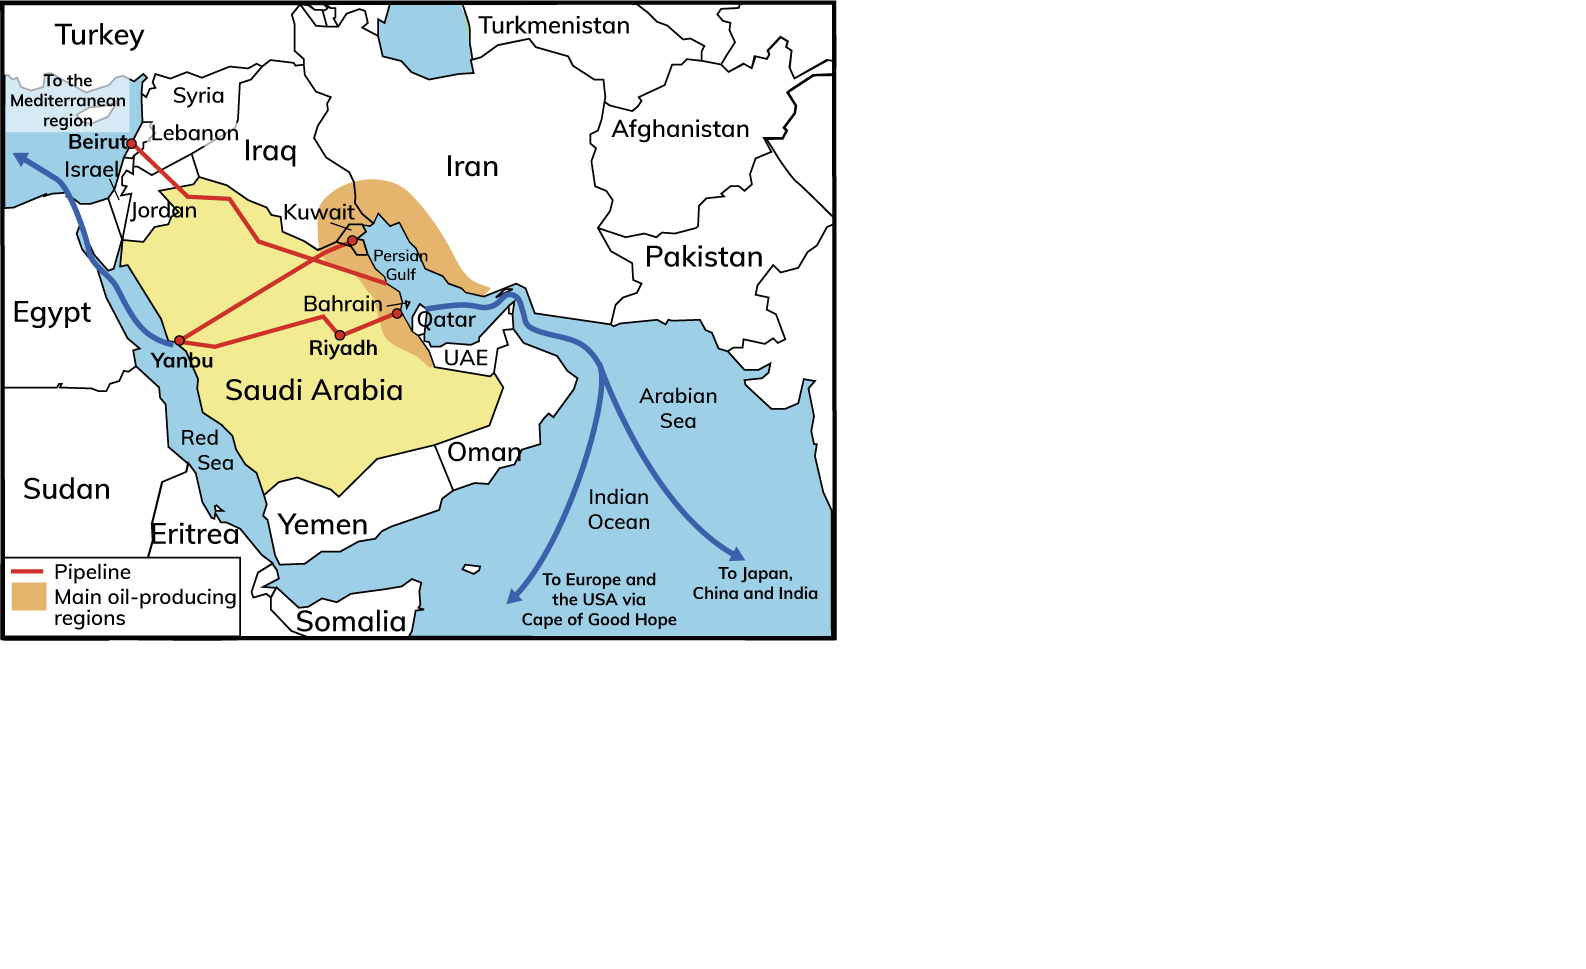 Turkey
Turkmenistan
To the
Mediterranean
region
Syria
Beirut
Lebanon
Afghanistan
Israel
Iraq
Iran
Jordan
Kuwait
Pakistan
Persian
Gulf
Egypt
Bahrain
Qatar
Riyadh
Yanbu
UAE
Saudi Arabia
Arabian
Sea
Red
Sea
Oman
Sudan
Indian
Ocean
Yemen
Eritrea
Pipeline
Main oil-producing
regions
To Europe and
the USA via
Cape of Good Hope
To Japan,
China and India
Somalia